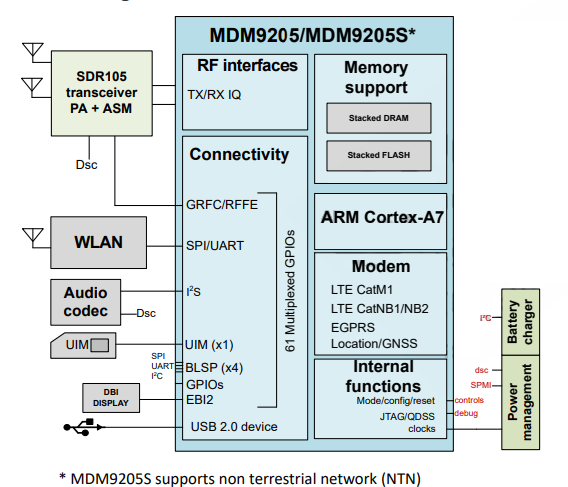 MDM9205/MDM9205S*
SDR105
transceiver
PA + ASM
Dsc
RF interfaces
TX/RX IQ
Memory
support
Stacked DRAM
Stacked FLASH
Connectivity
GRFC/RFFE
WLAN
SPI/UART
61 Multiplexed GPIOs
ARM Cortex-A7
Modem
LTE CatM1
LTE CatNB1/NB2
EGPRS
Location/GNSS
Audio
codec
Dsc
I²S
UIM
UIM (x1)
SPI
UART
I²C
BLSP (x4)
GPIOs
DBI
DISPLAY
EBI2
USB 2.0 device
Internal
functions
Mode/config/reset
JTAG/QDSS
clocks
controls
debug
I²C
Battery
charger
dsc
SPMI
Power
management
* MDM9205S supports non terrestrial network (NTN)